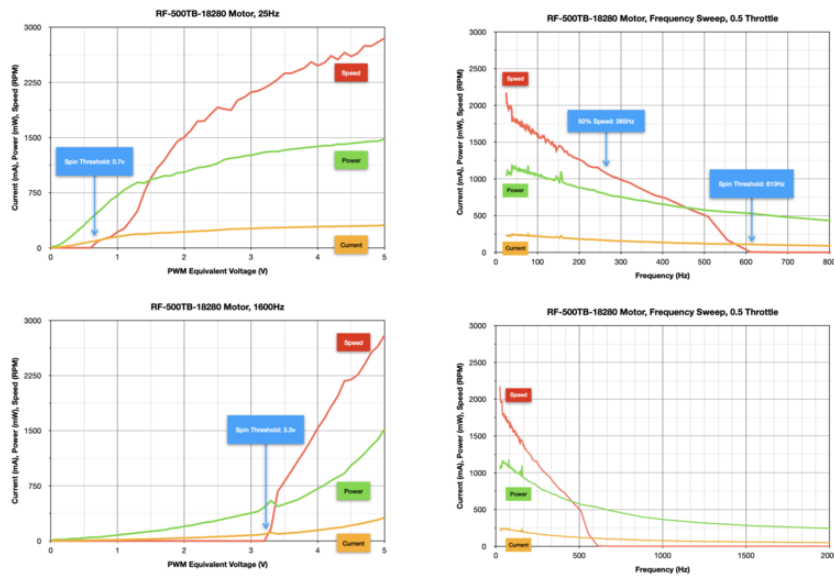 RF-500TB-18280 Motor, 25Hz
Current (mA), Power (mW), Speed (RPM)
3000
2250
1500
750
0
Speed
Spin Threshold: 0.7v
Power
Current
0 1 2 3 4 5
PWM Equivalent Voltage (V)
RF-500TB-18280 Motor, Frequency Sweep, 0.5 Throttle
Current (mA), Power (mW), Speed (RPM)
3000
2500
2000
1500
1000
500
0
Speed
50% Speed: 265Hz
Power
Spin Threshold: 610Hz
Current
0 100 200 300 400 500 600 700 800
Frequency (Hz)
RF-500TB-18280 Motor, 1600Hz
Current (mA), Power (mW), Speed (RPM)
3000
2250
1500
750
0
Speed
Spin Threshold: 3.3v
Power
Current
0 1 2 3 4 5
PWM Equivalent Voltage (V)
RF-500TB-18280 Motor, Frequency Sweep, 0.5 Throttle
Current (mA), Power (mW), Speed (RPM)
3000
2500
2000
1500
1000
500
0
Speed
Power
Current
0 500 1000 1500 2000
Frequency (Hz)